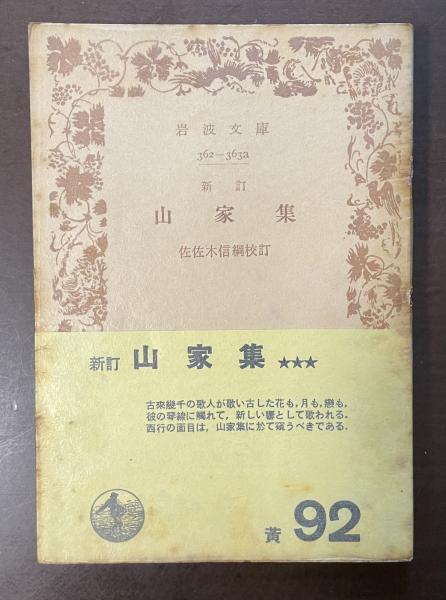 岩波文庫
362—363a
新訂
山家集
佐佐木信綱校訂
新訂 山家集 ★★★
古來幾千の歌人が歌い古した花も，月も，戀も，
彼の琴線に觸れて，新しい響として歌われる．
西行の面目は，山家集に於て窺うべきである．
黃 92